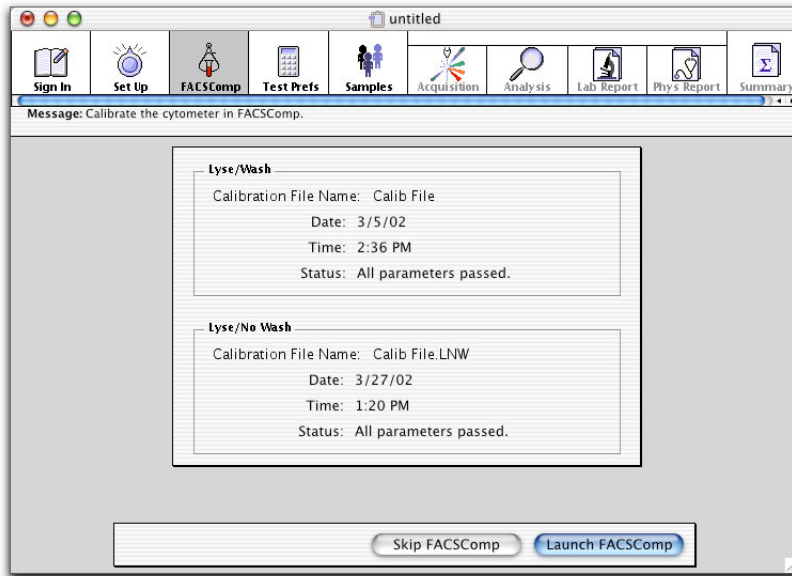 untitled
Sign In Set Up FACSComp Test Prefs Samples Acquisition Analysis Lab Report Phys Report Summary
Message: Calibrate the cytometer in FACSComp.
Lyse/Wash
Calibration File Name: Calib File
Date: 3/5/02
Time: 2:36 PM
Status: All parameters passed.
Lyse/No Wash
Calibration File Name: Calib File.LNW
Date: 3/27/02
Time: 1:20 PM
Status: All parameters passed.
Skip FACSComp Launch FACSComp